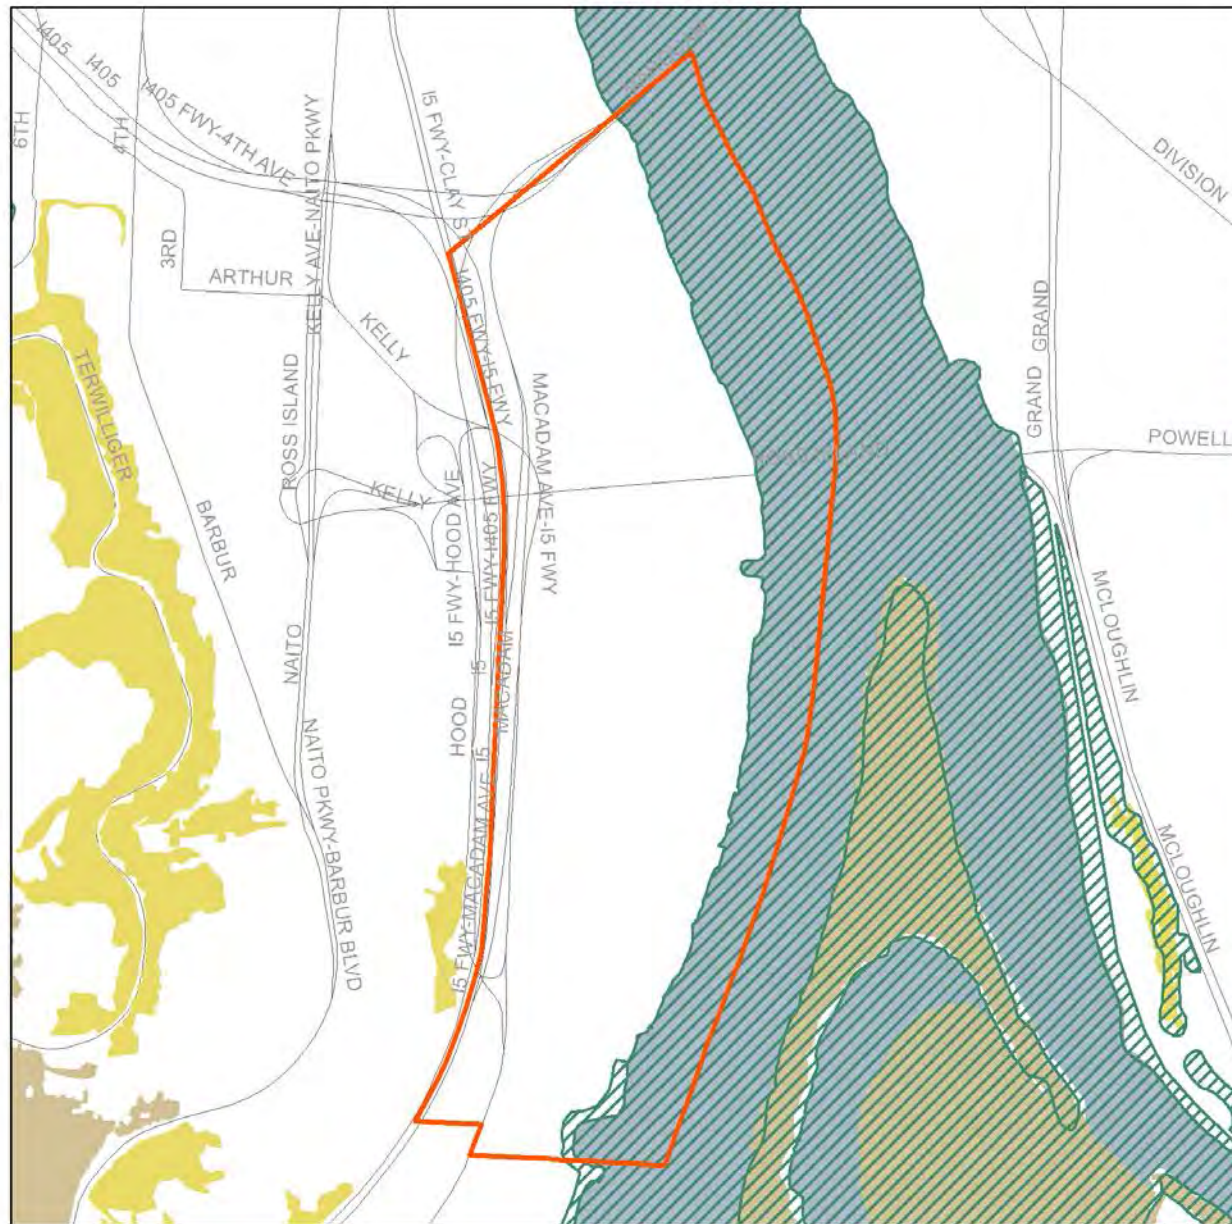 I405
I405
I405 FWY-4TH AVE
6TH
4TH
KELLY AVE-NAITO PKWY
I5 FWY-CLAY S
DIVISION
3RD
ARTHUR
KELLY
I405 FWY-I5 FWY
GRAND
GRAND
TERWILLIGER
ROSS ISLAND
MACADAM AVE-I5 FWY
POWELL
BARBUR
KELLY
I5 FWY-HOOD AVE
I5 FWY-I405 FWY
MCLOUGHLIN
NAITO
I5
MACADAM
HOOD
I5
NAITO PKWY-BARBUR BLVD
I5 FWY-MACADAM AVE
MCLOUGHLIN